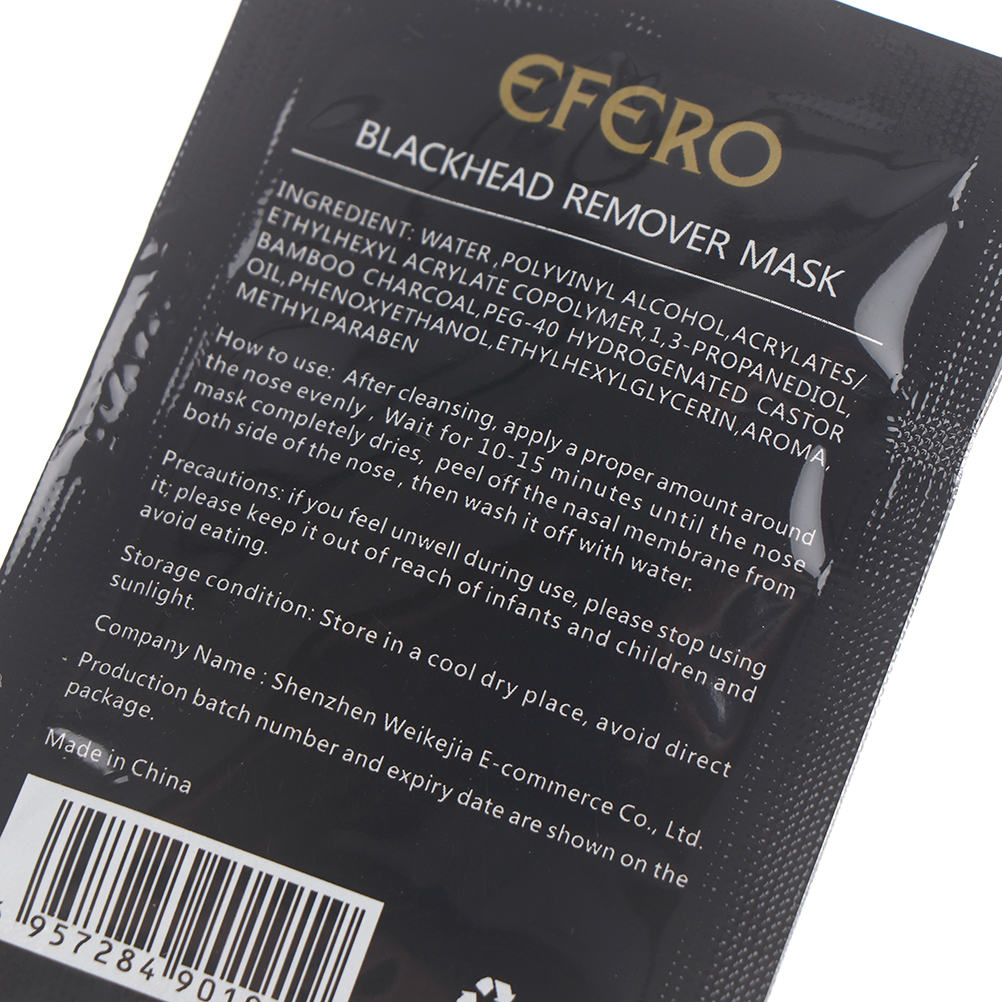 EFERO
BLACKHEAD REMOVER MASK
INGREDIENT: WATER ,POLYVINYL ALCOHOL,ACRYLATES/
ETHYLHEXYL ACRYLATE COPOLYMER,1,3-PROPANEDIOL,
BAMBOO CHARCOAL,PEG-40 HYDROGENATED CASTOR
OIL,PHENOXYETHANOL,ETHYLHEXYLGLYCERIN,AROMA,
METHYLPARABEN
How to use: After cleansing, apply a proper amount around
the nose evenly . Wait for 10-15 minutes until the nose
mask completely dries, peel off the nasal membrane from
both side of the nose , then wash it off with water.
Precautions: if you feel unwell during use, please stop using
it; please keep it out of reach of infants and children and
avoid eating.
Storage condition: Store in a cool dry place, avoid direct
sunlight.
Company Name : Shenzhen Weikejia E-commerce Co., Ltd.
Production batch number and expiry date are shown on the
package.
Made in China
957284 901